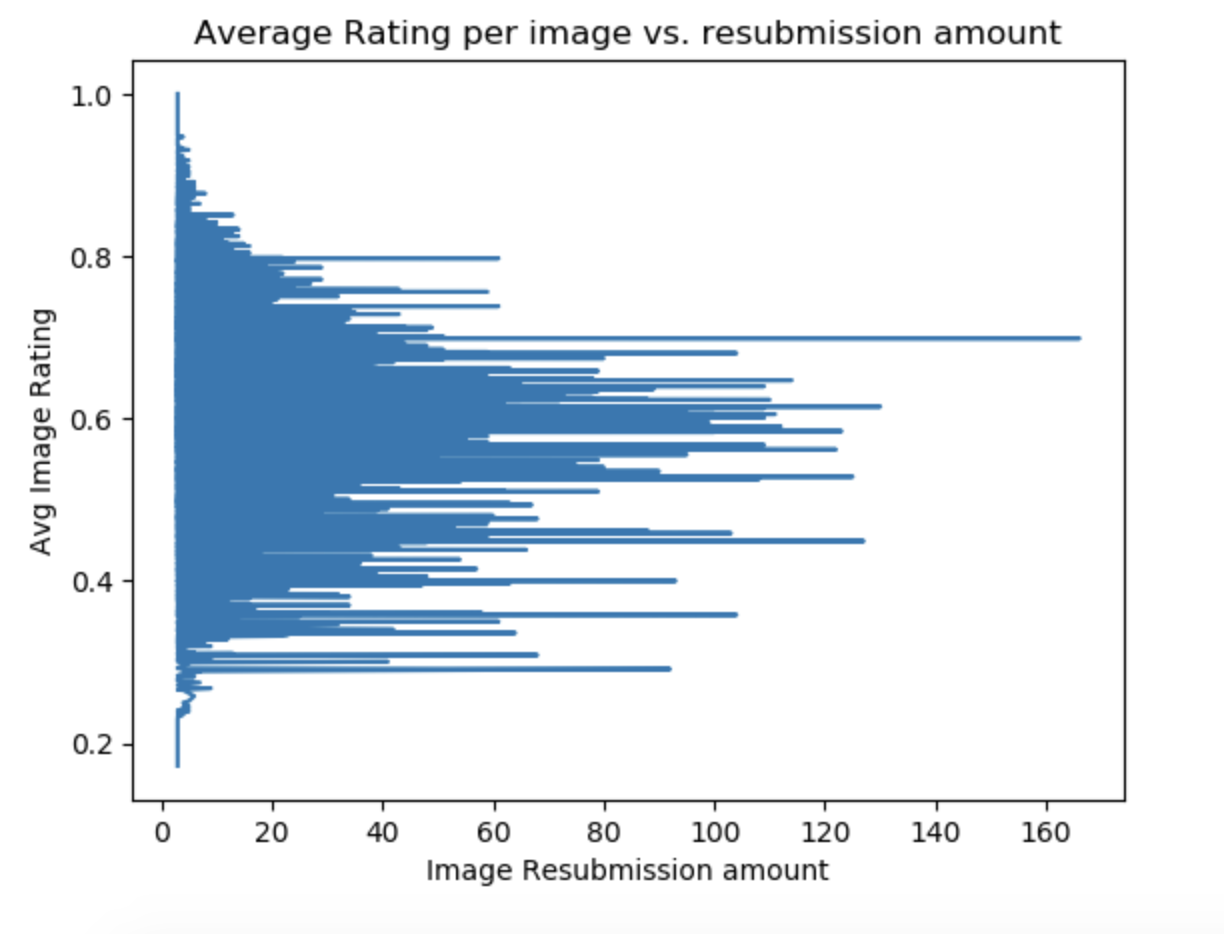 Average Rating per image vs. resubmission amount
1.0
0.8
0.6
0.4
0.2
Avg Image Rating
0 20 40 60 80 100 120 140 160
Image Resubmission amount